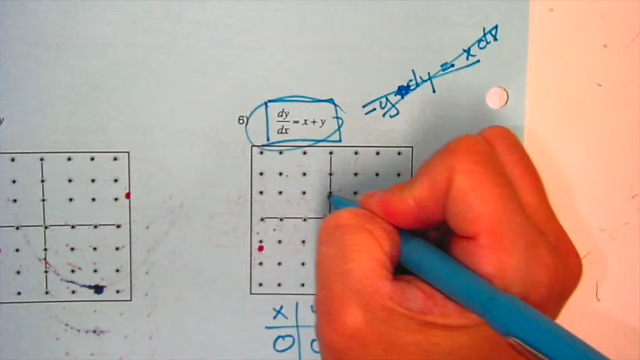 -y dy = x dx
6) dy/dx = x + y
x
0